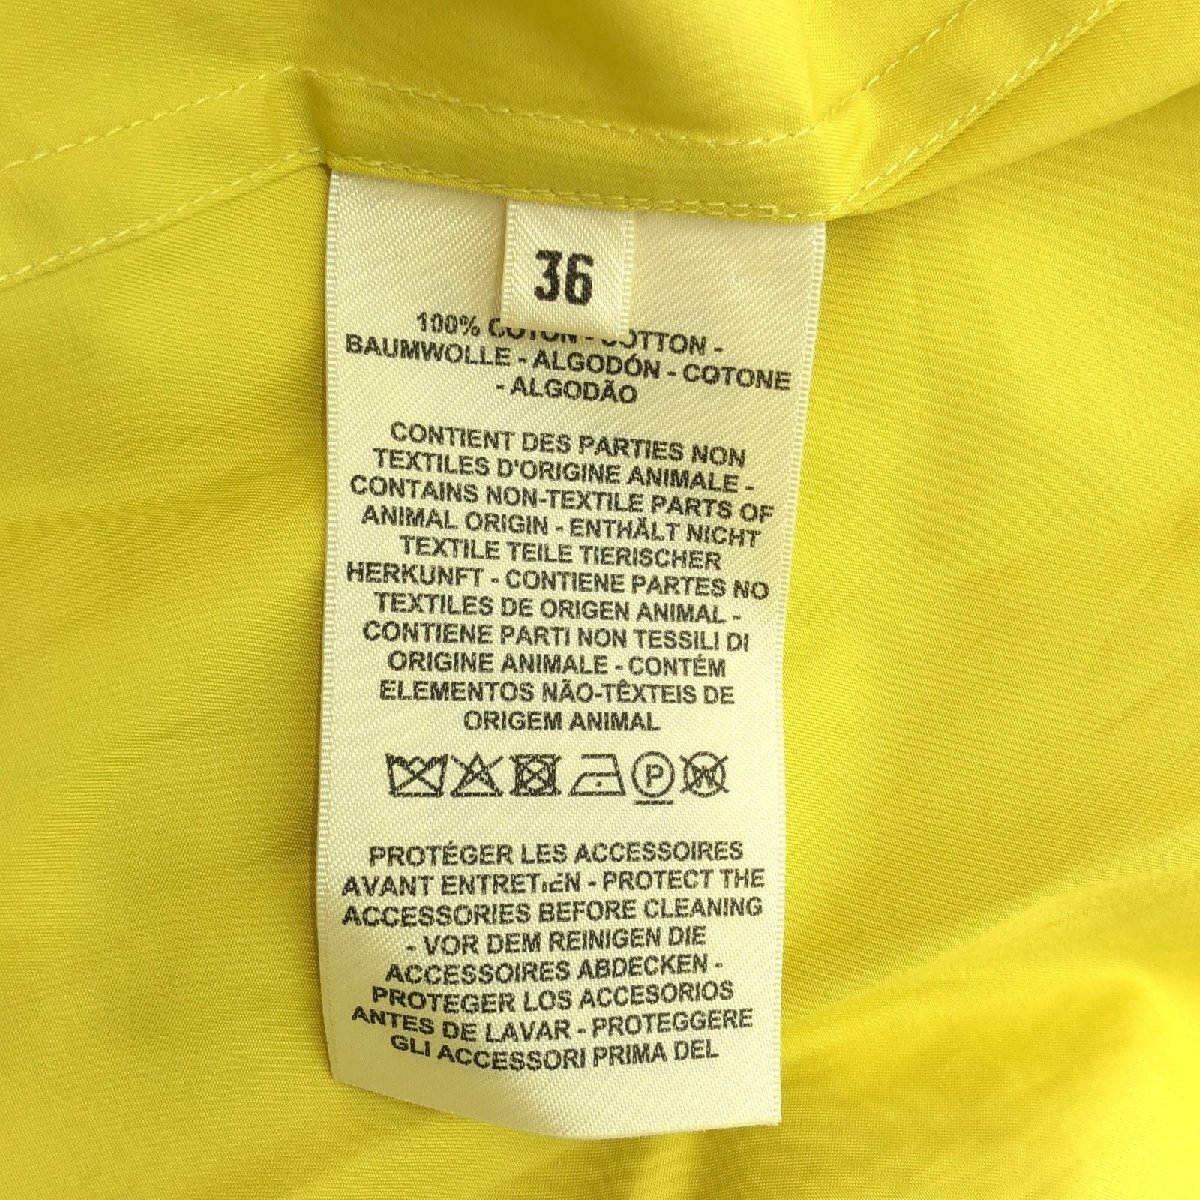 36
100% COTON - COTTON -
BAUMWOLLE - ALGODÓN - COTONE
- ALGODÃO
CONTIENT DES PARTIES NON
TEXTILES D'ORIGINE ANIMALE -
CONTAINS NON-TEXTILE PARTS OF
ANIMAL ORIGIN - ENTHÄLT NICHT
TEXTILE TEILE TIERISCHER
HERKUNFT - CONTIENE PARTES NO
TEXTILES DE ORIGEN ANIMAL -
CONTIENE PARTI NON TESSILI DI
ORIGINE ANIMALE - CONTÉM
ELEMENTOS NÃO-TÊXTEIS DE
ORIGEM ANIMAL
P W
PROTÉGER LES ACCESSOIRES
AVANT ENTRETIEN - PROTECT THE
ACCESSORIES BEFORE CLEANING
- VOR DEM REINIGEN DIE
ACCESSOIRES ABDECKEN -
PROTEGER LOS ACCESORIOS
ANTES DE LAVAR - PROTEGGERE
GLI ACCESSORI PRIMA DEL